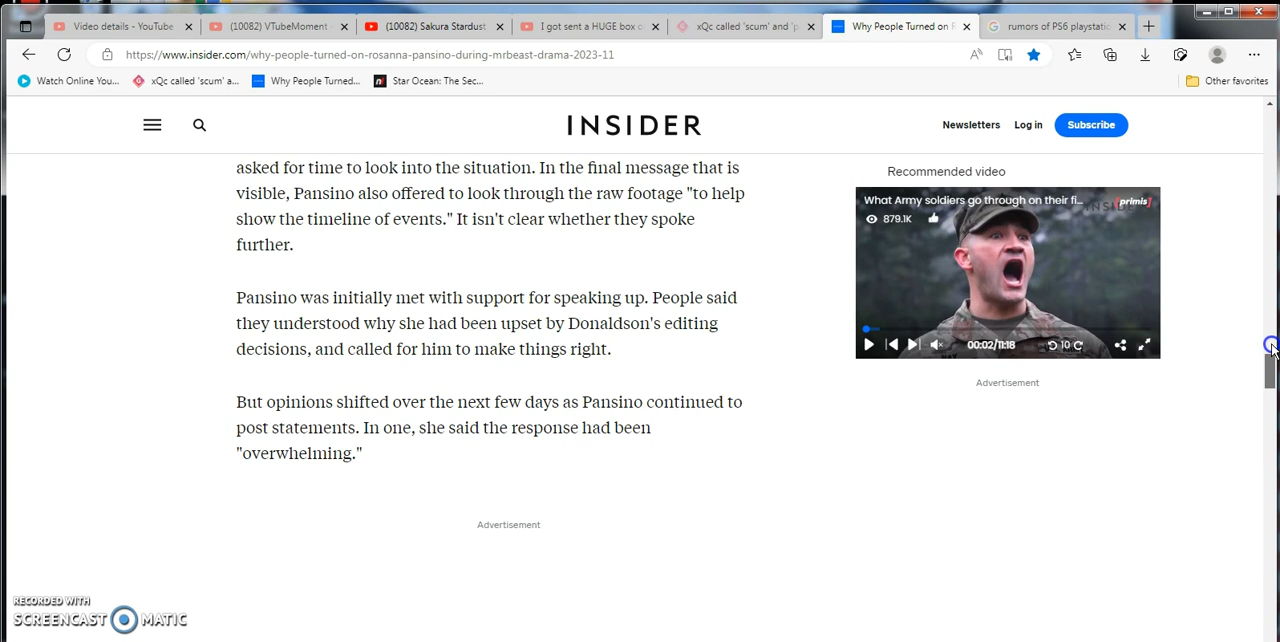 Video details - YouTube
(10082) VTubeMoment -
(10082) Sakura Stardust
I got sent a HUGE box o
xQc called 'scum' and 'p
Why People Turned on R
rumors of PS6 playstatio
https://www.insider.com/why-people-turned-on-rosanna-pansino-during-mrbeast-drama-2023-11
Watch Online You...
xQc called 'scum' a...
Why People Turned...
Star Ocean: The Sec...
Other favorites
INSIDER
Newsletters
Log in
Subscribe
asked for time to look into the situation. In the final message that is
visible, Pansino also offered to look through the raw footage "to help
show the timeline of events." It isn't clear whether they spoke
further.
Pansino was initially met with support for speaking up. People said
they understood why she had been upset by Donaldson's editing
decisions, and called for him to make things right.
But opinions shifted over the next few days as Pansino continued to
post statements. In one, she said the response had been
"overwhelming."
Advertisement
Recommended video
What Army soldiers go through on their fi...
[primis]
879.1K
00:02/11:18
10
Advertisement
RECORDED WITH
SCREENCAST MATIC